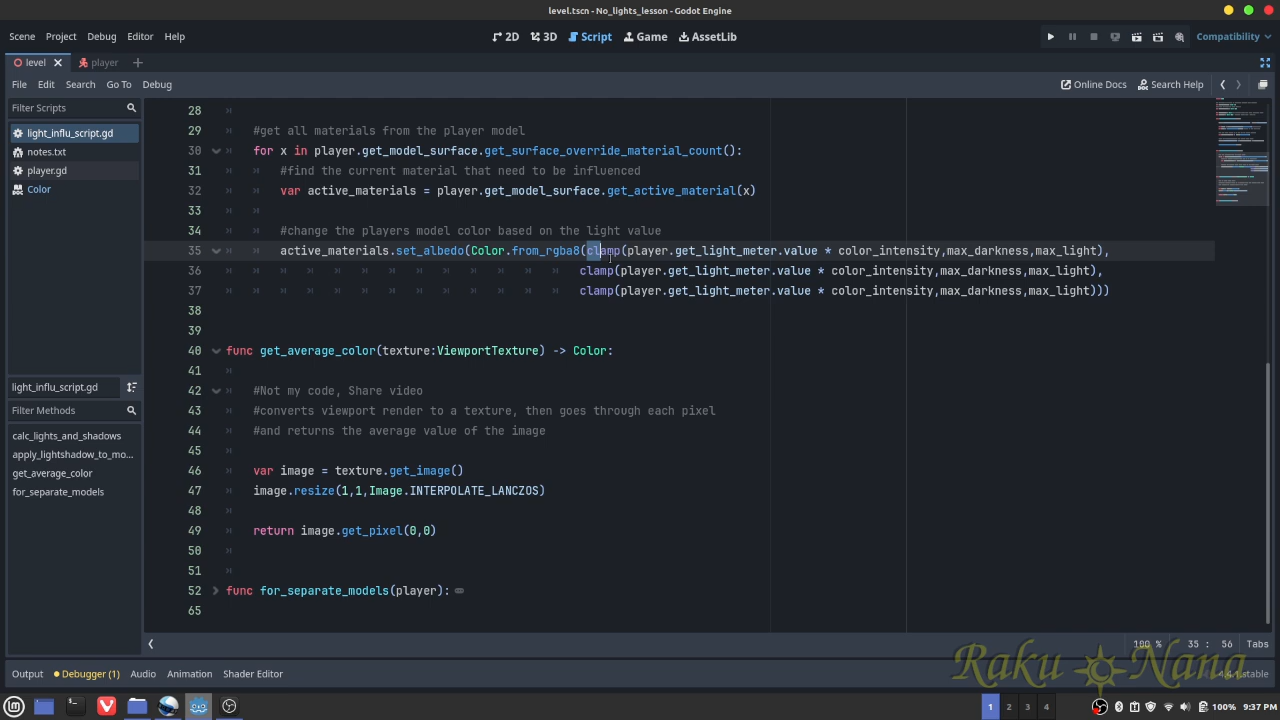 level.tscn - No_lights_lesson - Godot Engine
Scene Project Debug Editor Help 2D 3D Script Game AssetLib Compatibility
level player
File Edit Search Go To Debug Online Docs Search Help
Filter Scripts
light_influ_script.gd
notes.txt
player.gd
Color
light_influ_script.gd
Filter Methods
calc_lights_and_shadows
apply_lightshadow_to_mo...
get_average_color
for_separate_models
28
29 #get all materials from the player model
30 for x in player.get_model_surface.get_surface_override_material_count():
31 #find the current material that needs to be influenced
32 var active_materials = player.get_model_surface.get_active_material(x)
33
34 #change the players model color based on the light value
35 active_materials.set_albedo(Color.from_rgba8(clamp(player.get_light_meter.value * color_intensity,max_darkness,max_light),
36 clamp(player.get_light_meter.value * color_intensity,max_darkness,max_light),
37 clamp(player.get_light_meter.value * color_intensity,max_darkness,max_light)))
38
39
40 func get_average_color(texture:ViewportTexture) -> Color:
41
42 #Not my code, Share video
43 #converts viewport render to a texture, then goes through each pixel
44 #and returns the average value of the image
45
46 var image = texture.get_image()
47 image.resize(1,1,Image.INTERPOLATE_LANCZOS)
48
49 return image.get_pixel(0,0)
50
51
52 func for_separate_models(player):
65
100 % 35 : 56 Tabs
Raku Nana
Output Debugger (1) Audio Animation Shader Editor 4.4.1.stable
1 2 3 4 100% 9:37 PM